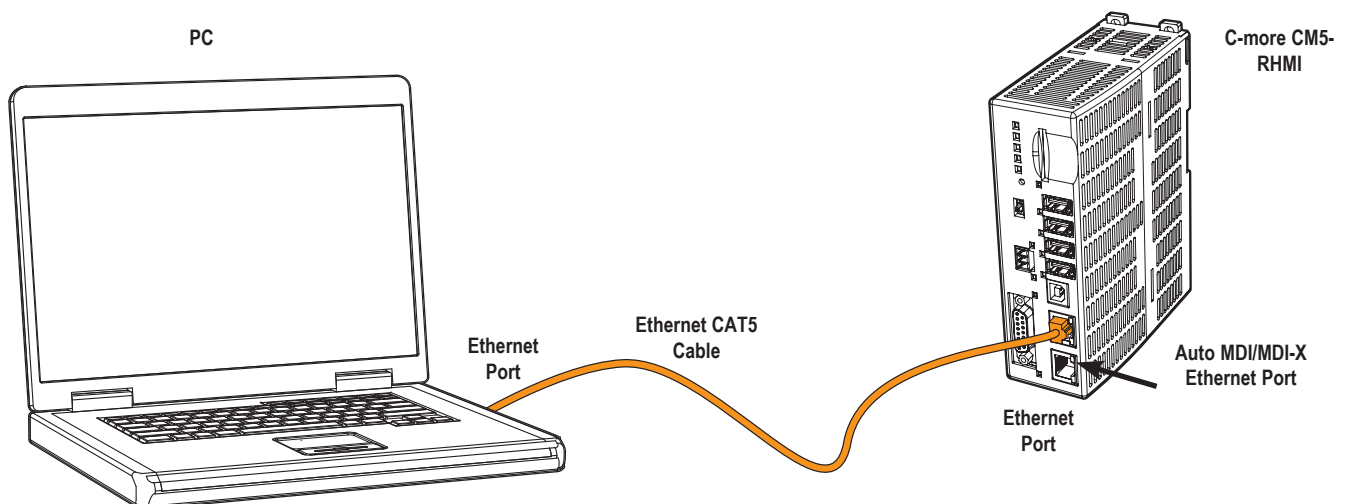 PC
C-more CM5-
RHMI
Ethernet CAT5
Cable
Ethernet
Port
Auto MDI/MDI-X
Ethernet Port
Ethernet
Port